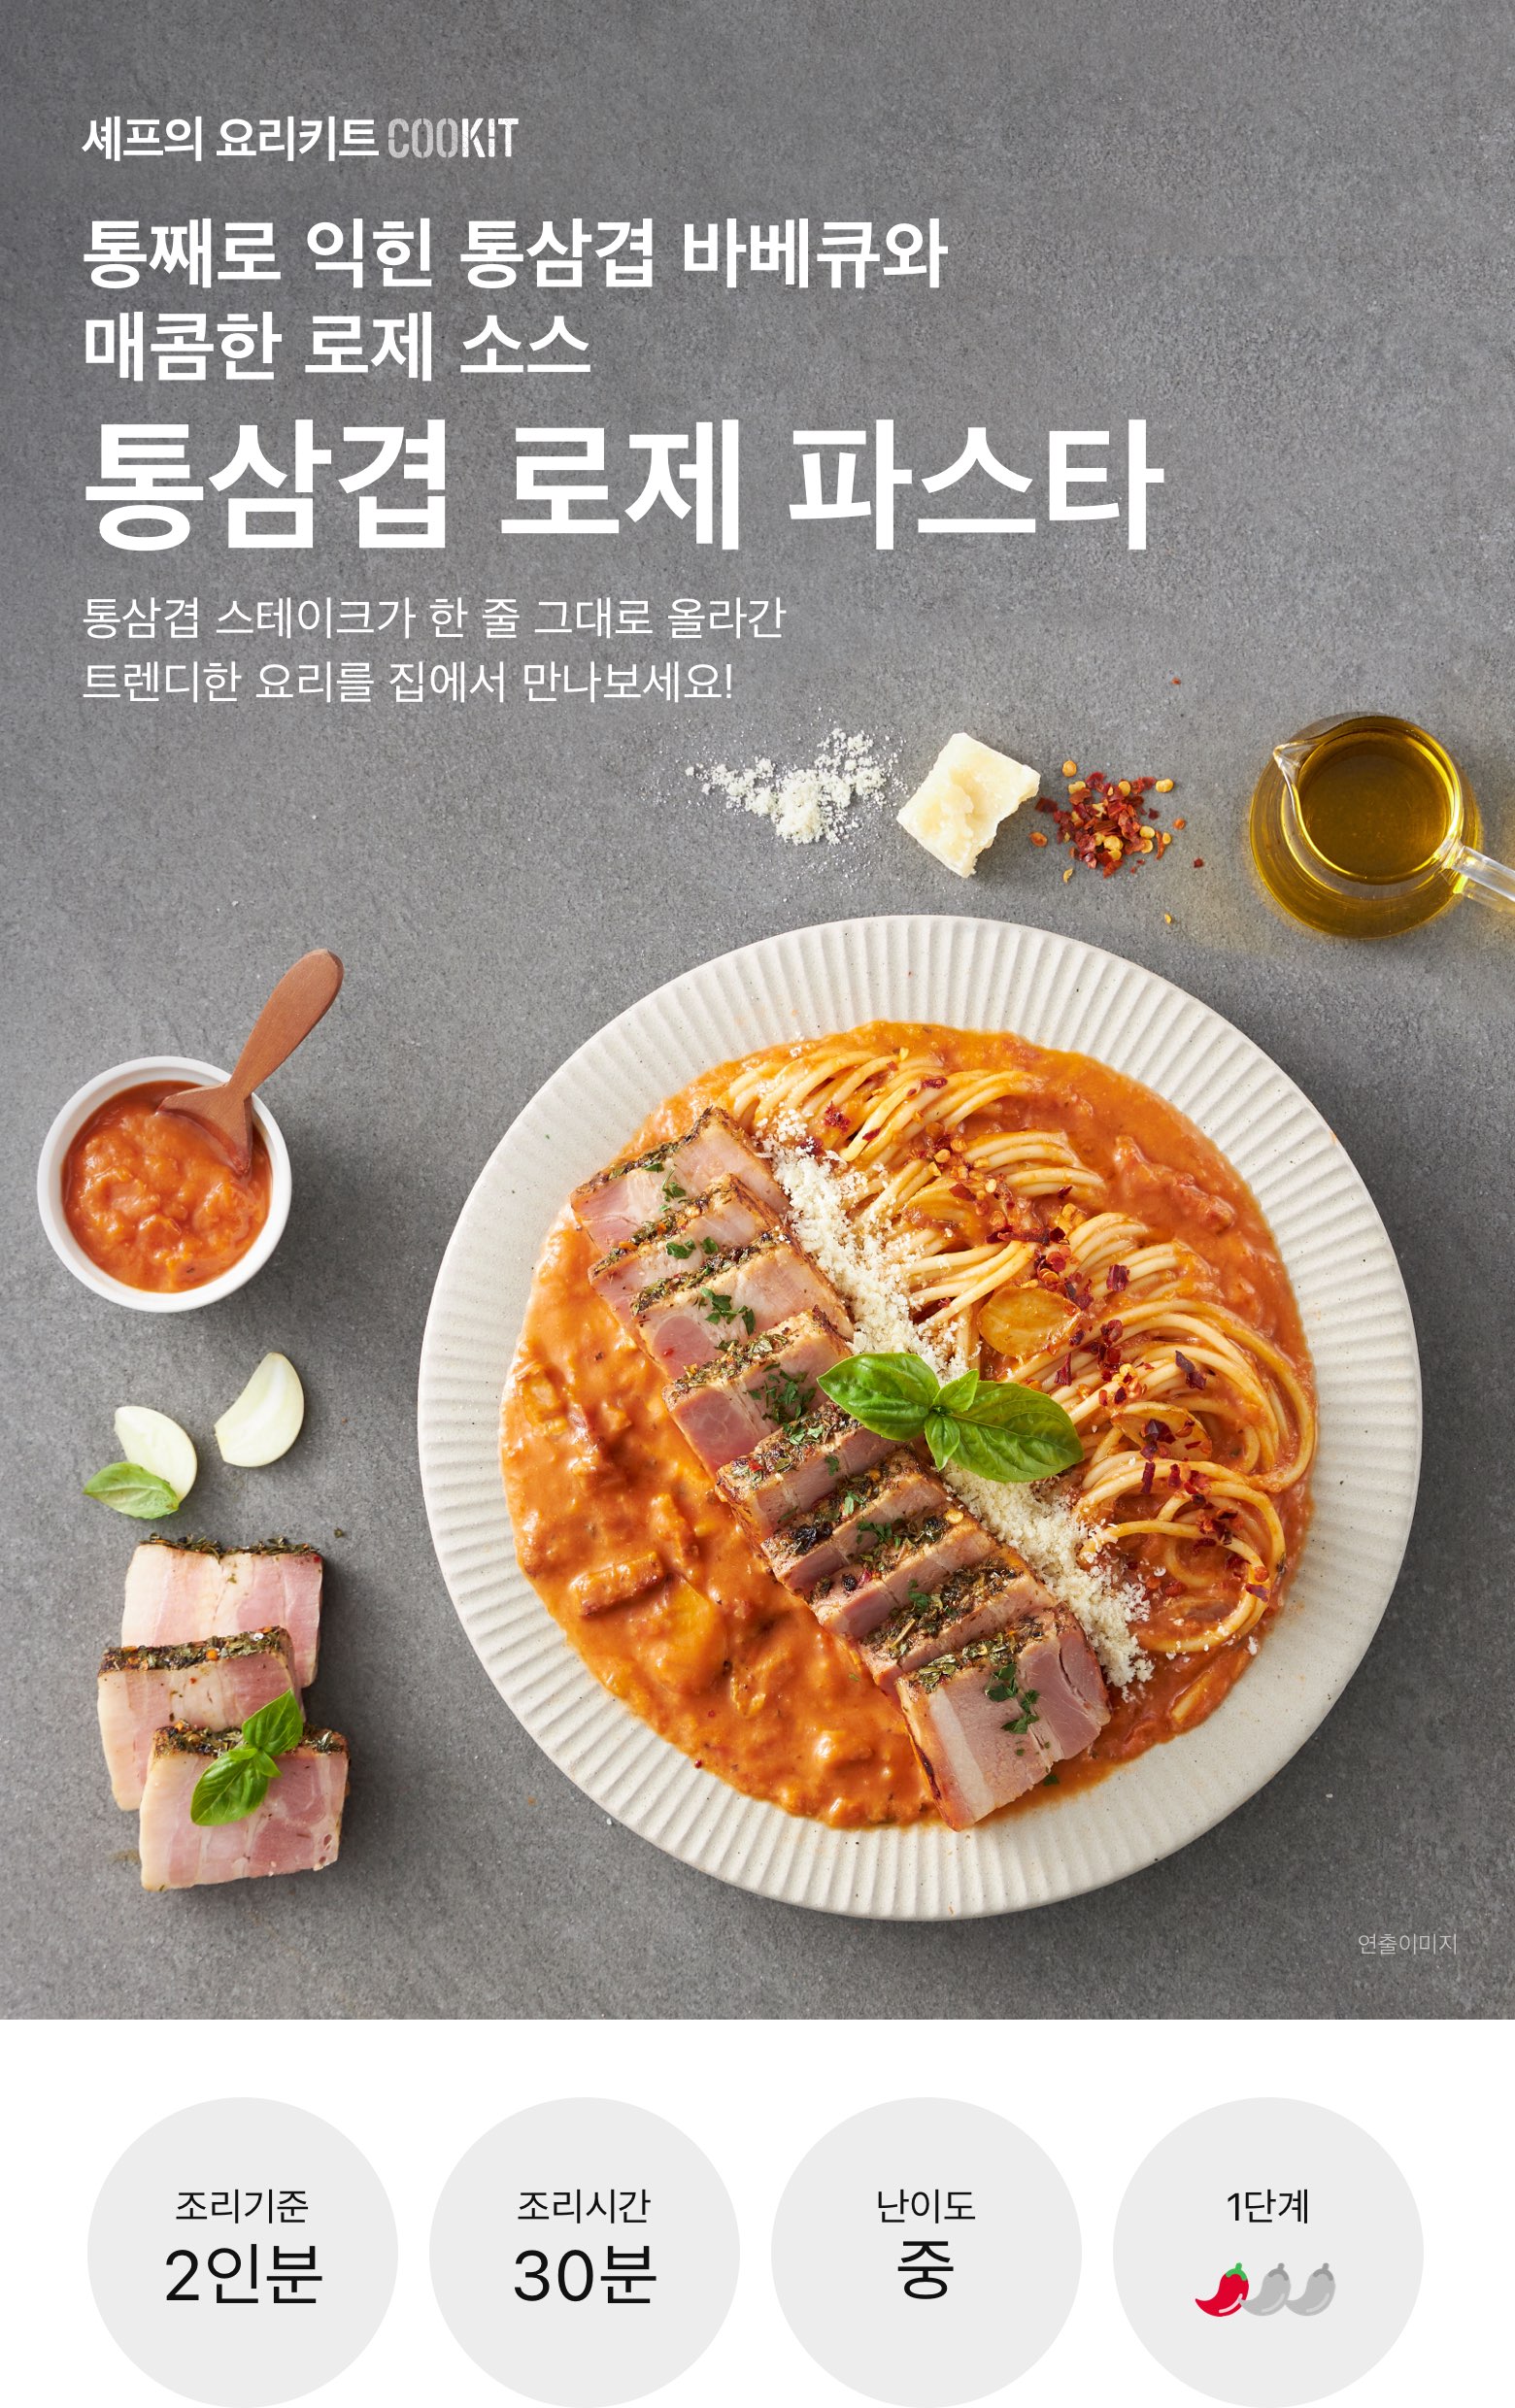 셰프의 요리키트 COOKIT
통째로 익힌 통삼겹 바베큐와
매콤한 로제 소스
통삼겹 로제 파스타
통삼겹 스테이크가 한 줄 그대로 올라간
트렌디한 요리를 집에서 만나보세요!
연출이미지
조리기준
2인분
조리시간
30분
난이도
중
1단계